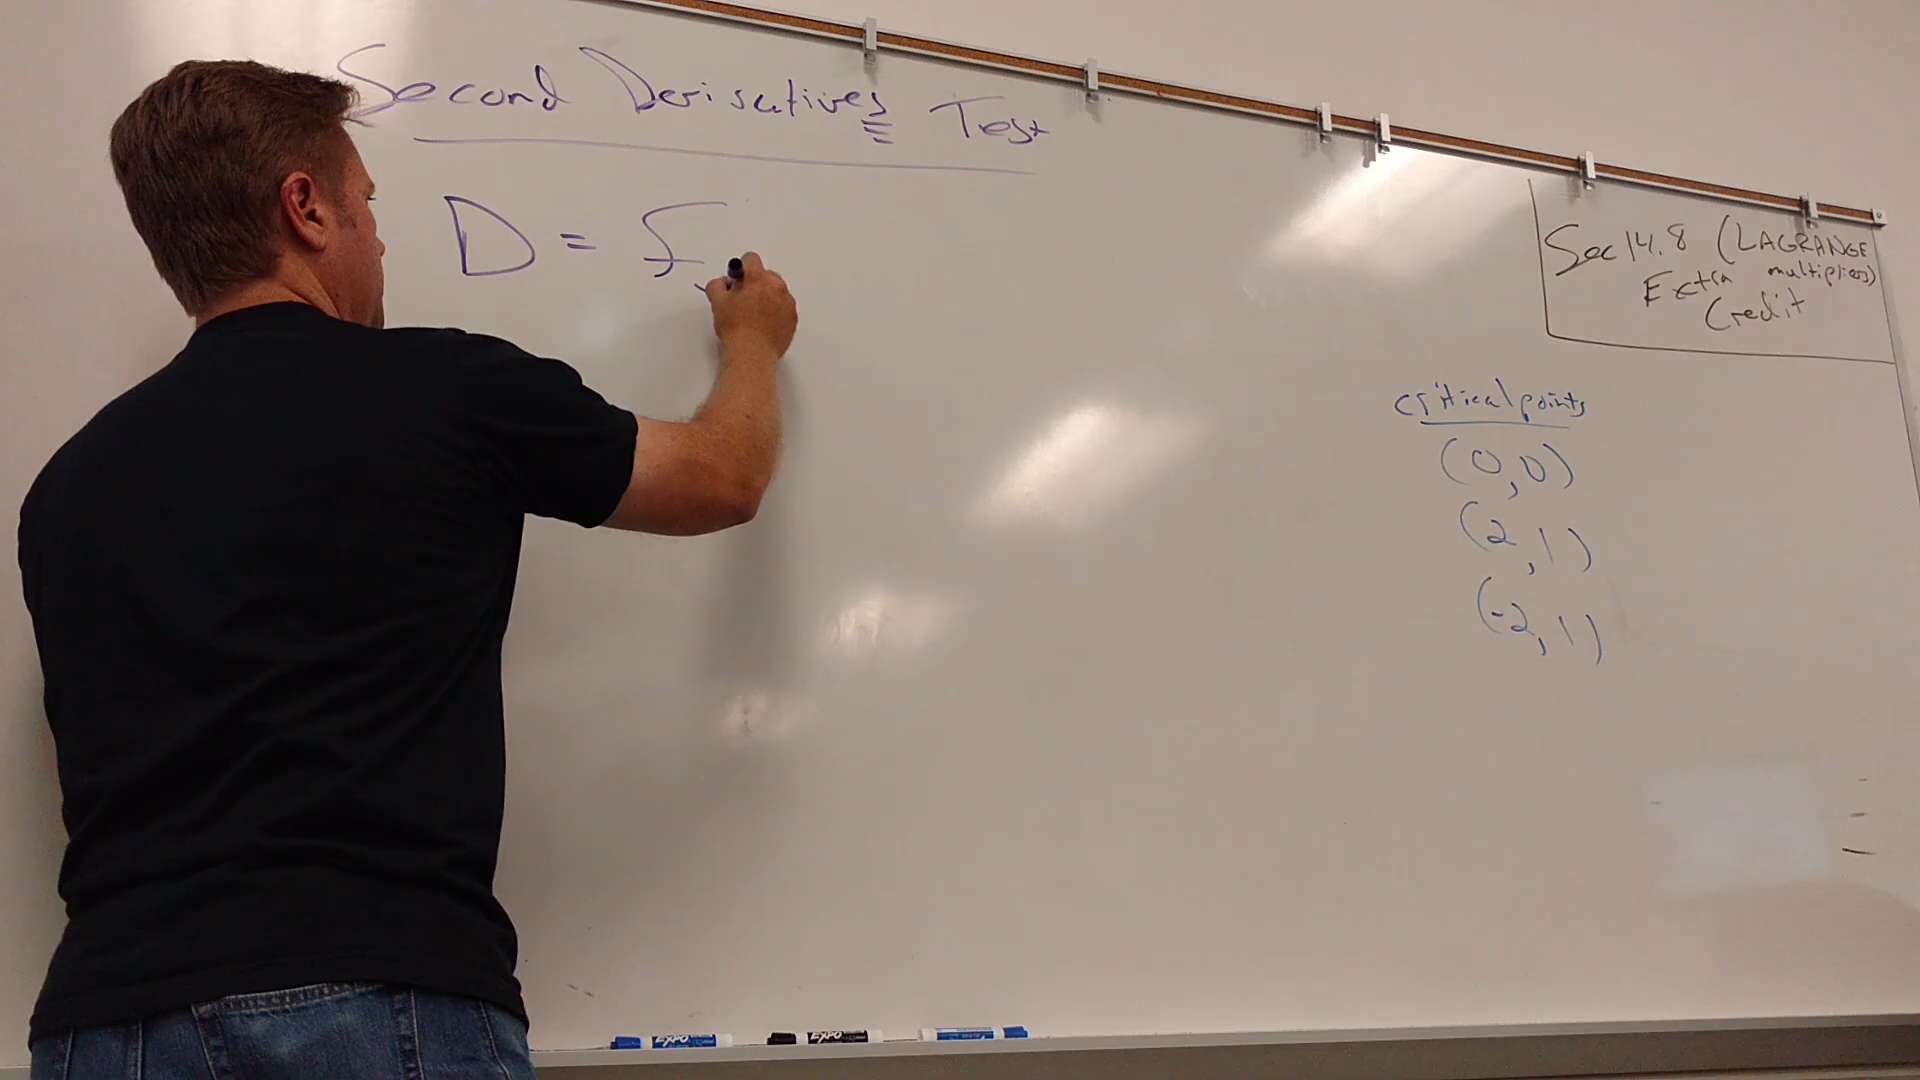 Second Derivatives Test
D = f
Sec 14.8 (LAGRANGE
multipliers)
Extra
Credit
critical points
(0,0)
(2,1)
(-2,1)
EXPO
EXPO